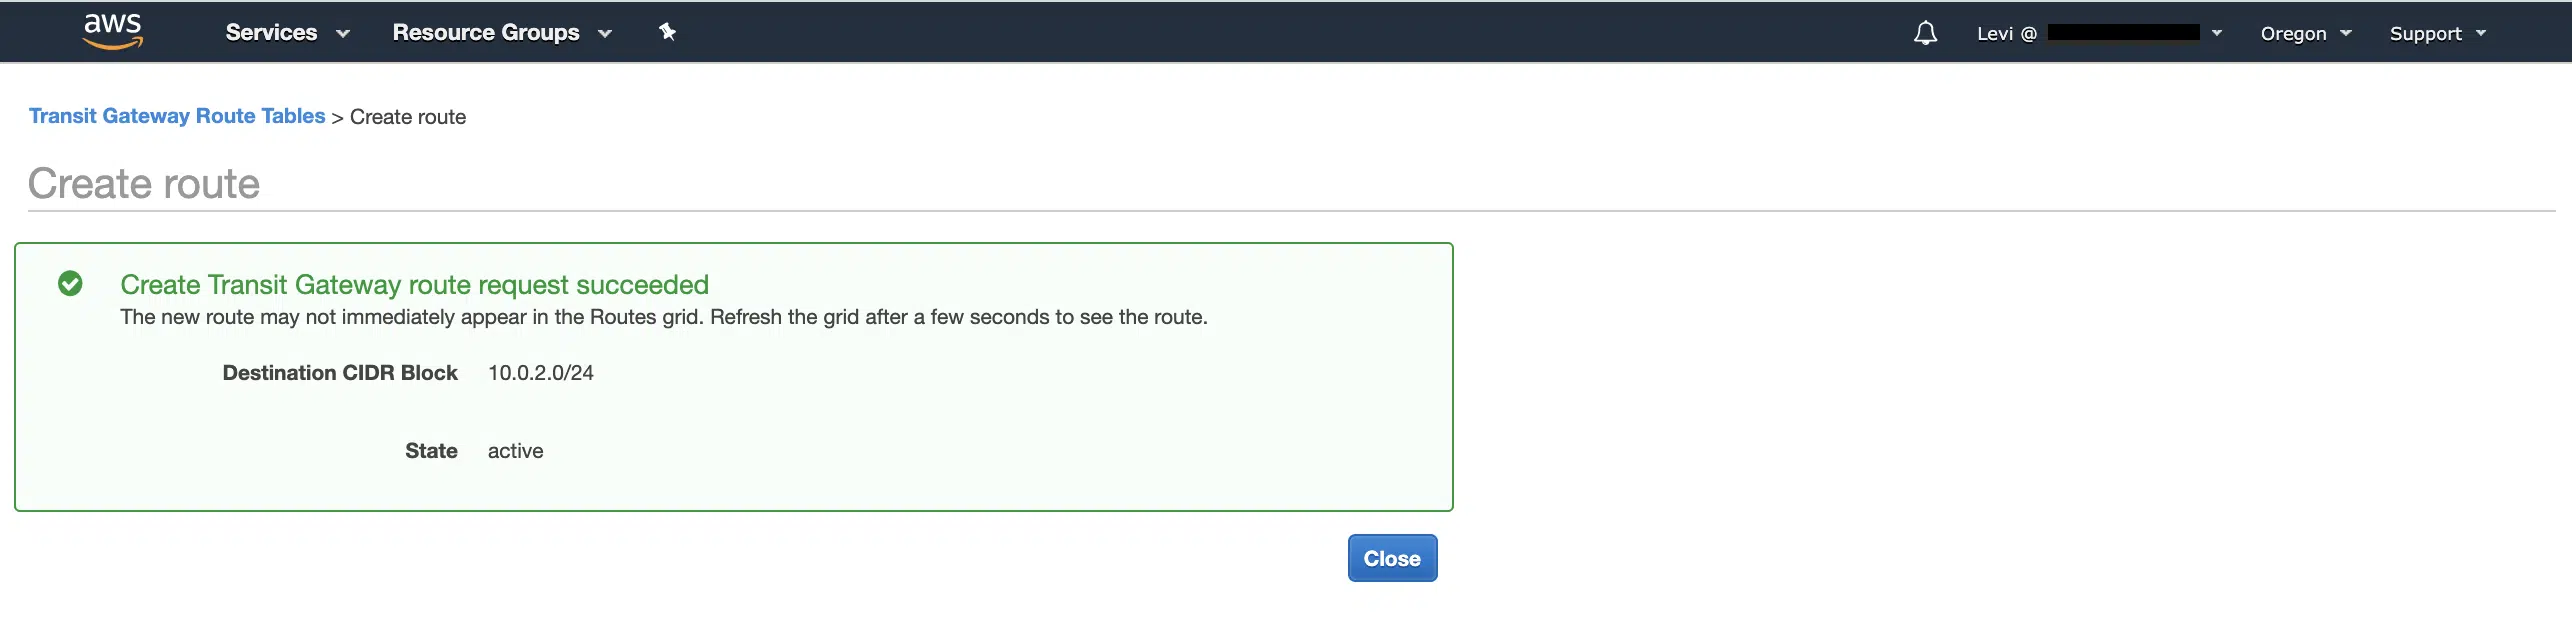 aws Services Resource Groups Levi @ Oregon Support
Transit Gateway Route Tables > Create route
Create route
Create Transit Gateway route request succeeded
The new route may not immediately appear in the Routes grid. Refresh the grid after a few seconds to see the route.
Destination CIDR Block 10.0.2.0/24
State active
Close